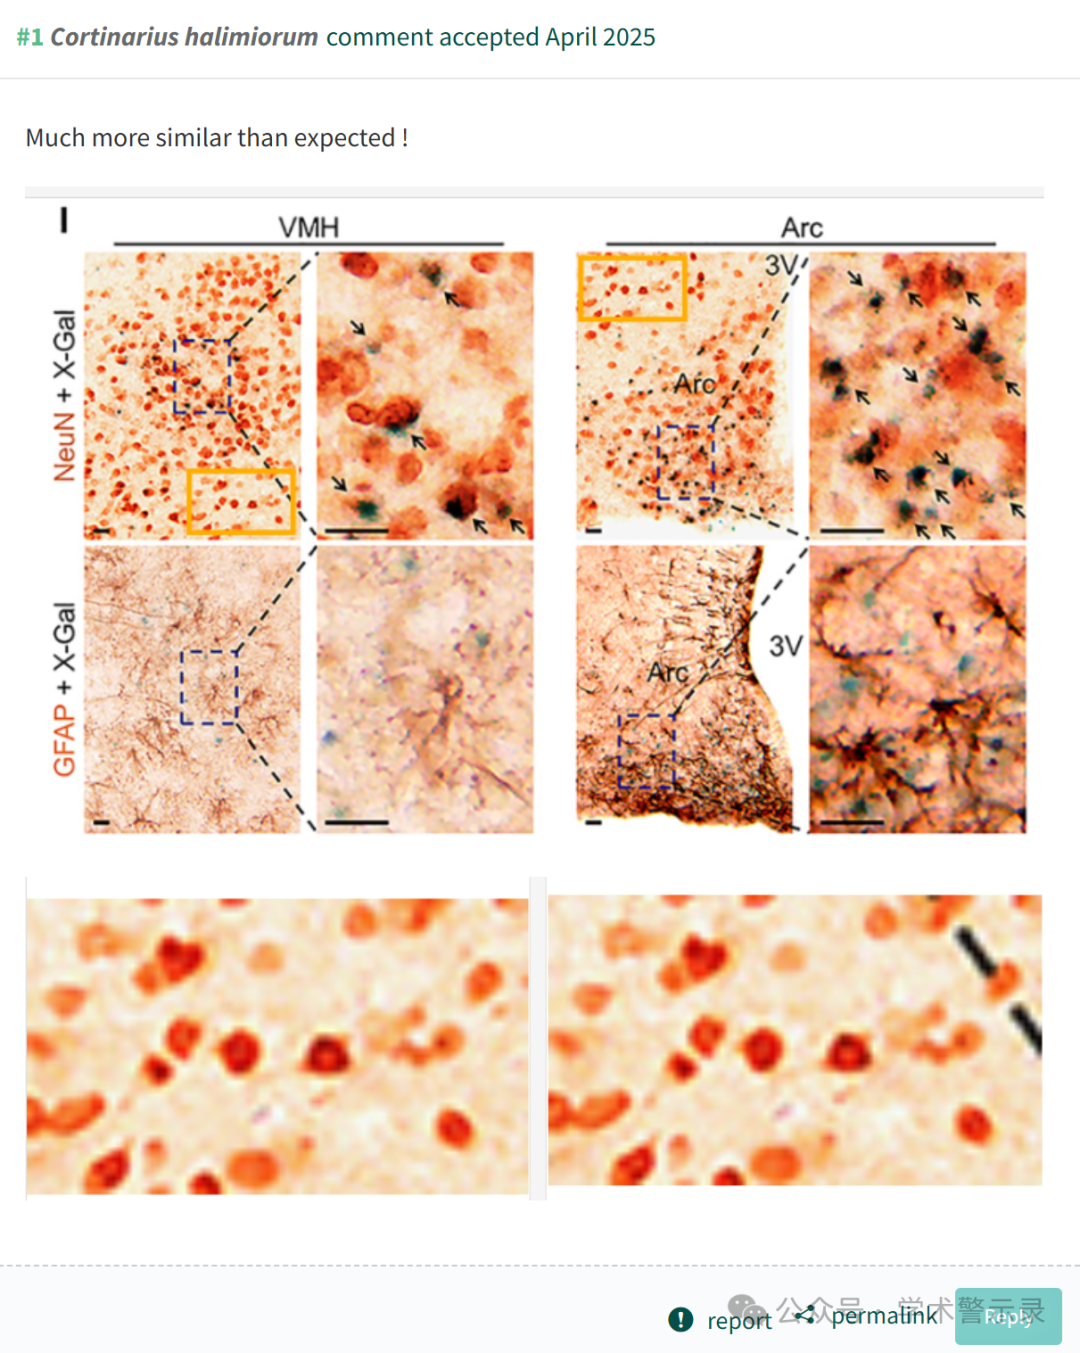 #1 Cortinarius halimiorum comment accepted April 2025
Much more similar than expected !
I
VMH
Arc
NeuN + X-Gal
3V
Arc
GFAP + X-Gal
Arc
3V
report
permalink
Reply
公众号 · 学术警示录